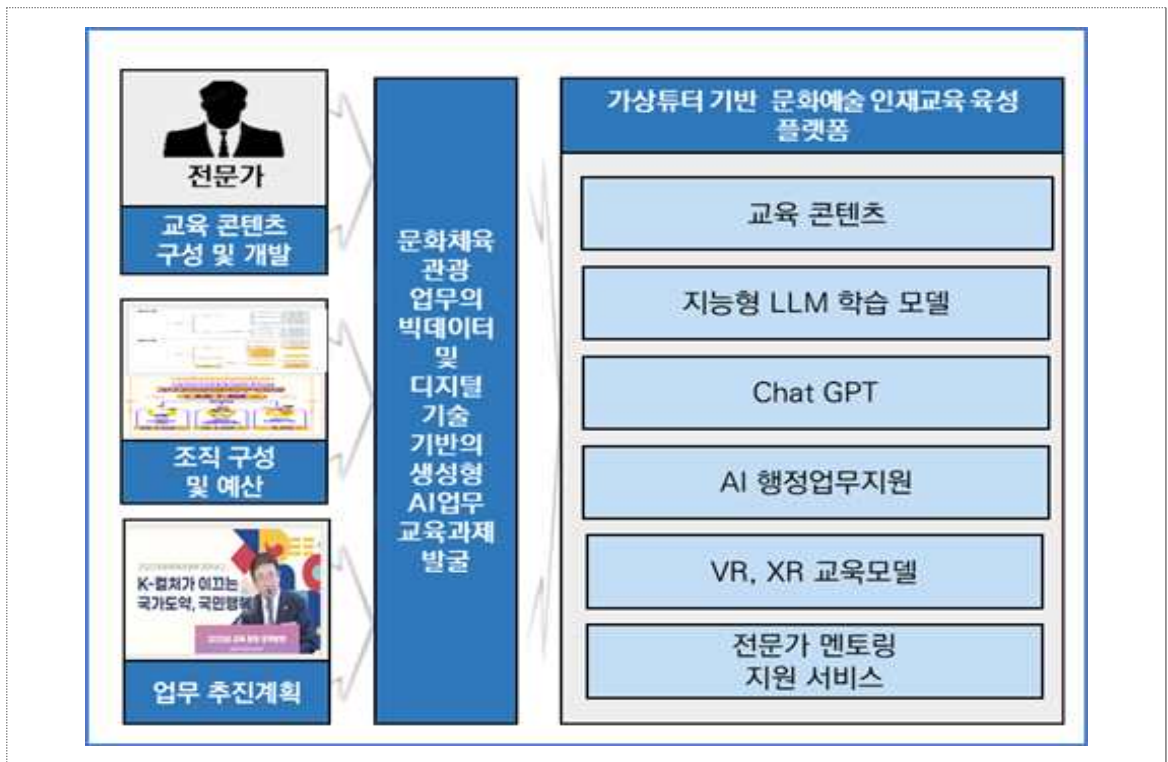 전문가
교육 콘텐츠
구성 및 개발
조직 구성
및 예산
K-컬처가 이끄는
국가도약, 국민행복
업무 추진계획
문화체육
관광
업무의
빅데이터
및
디지털
기술
기반의
생성형
AI업무
교육과제
발굴
가상튜터 기반 문화예술 인재교육 육성
플랫폼
교육 콘텐츠
지능형 LLM 학습 모델
Chat GPT
AI 행정업무지원
VR, XR 교육모델
전문가 멘토링
지원 서비스